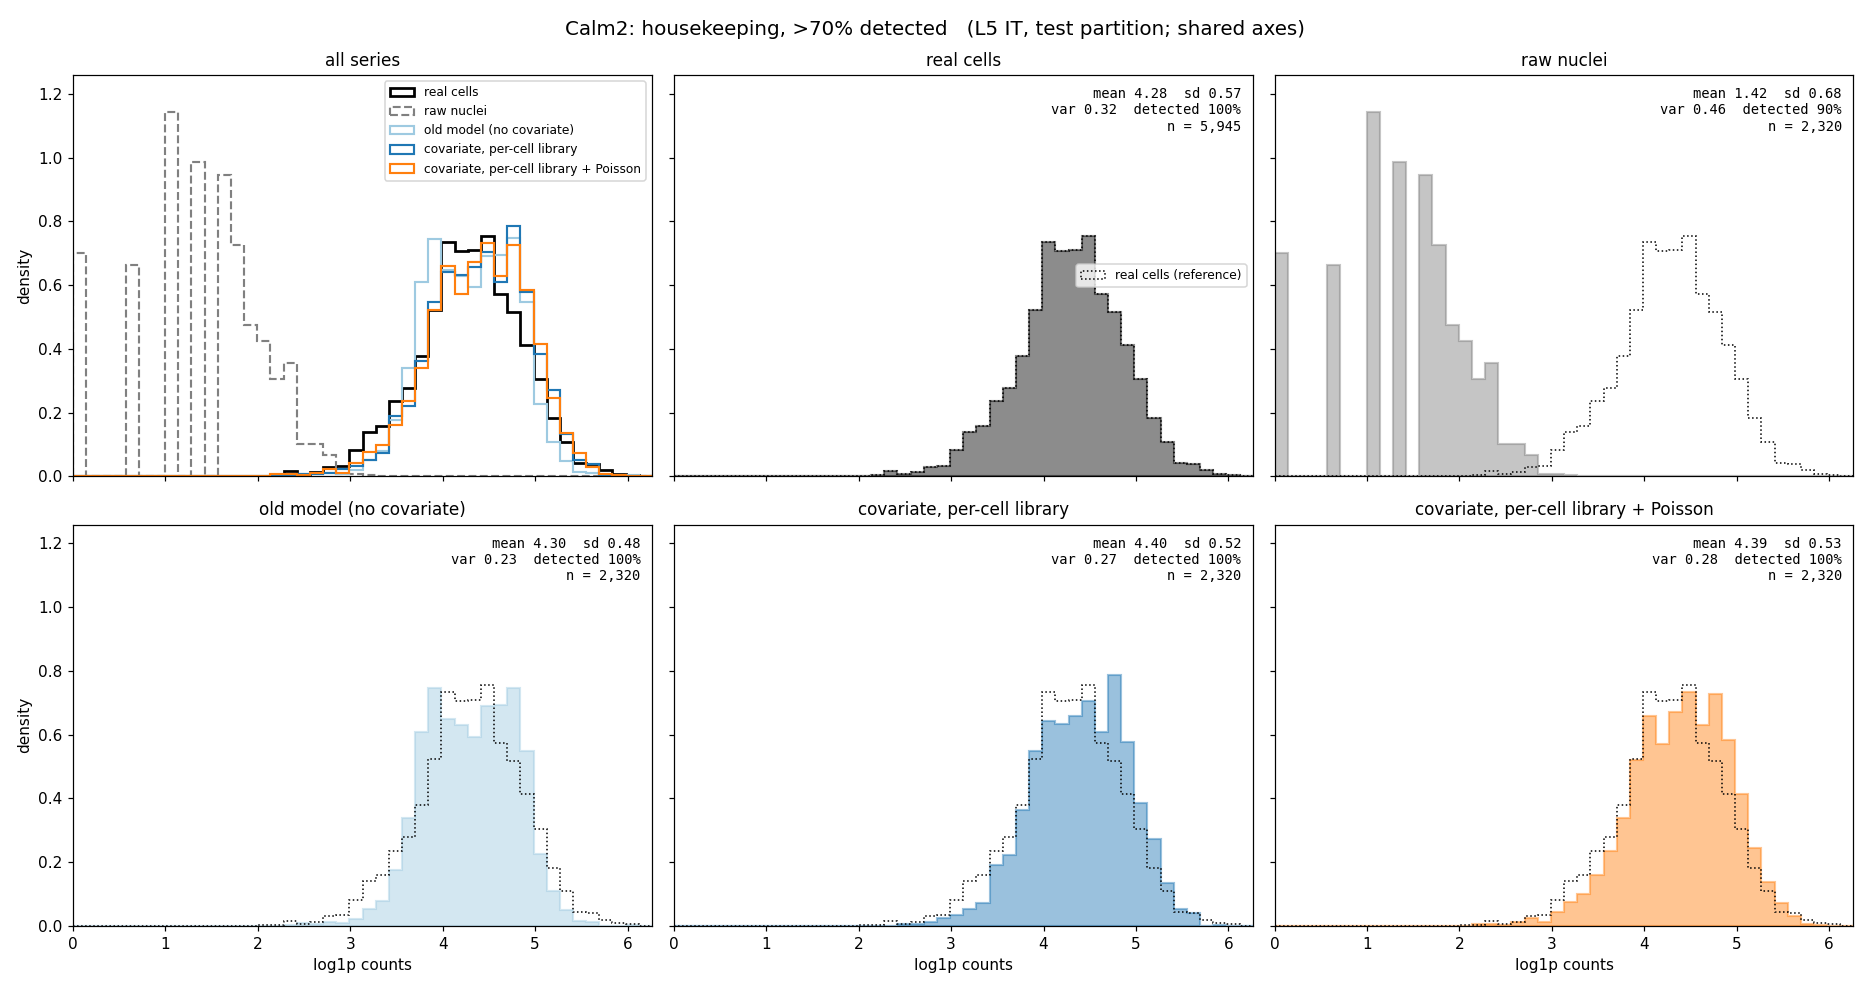 Calm2: housekeeping, >70% detected (L5 IT, test partition; shared axes)
all series
density
1.2
1.0
0.8
0.6
0.4
0.2
0.0
real cells
raw nuclei
old model (no covariate)
covariate, per-cell library
covariate, per-cell library + Poisson
real cells
mean 4.28 sd 0.57
var 0.32 detected 100%
n = 5,945
real cells (reference)
raw nuclei
mean 1.42 sd 0.68
var 0.46 detected 90%
n = 2,320
old model (no covariate)
density
1.2
1.0
0.8
0.6
0.4
0.2
0.0
mean 4.30 sd 0.48
var 0.23 detected 100%
n = 2,320
0 1 2 3 4 5 6
log1p counts
covariate, per-cell library
mean 4.40 sd 0.52
var 0.27 detected 100%
n = 2,320
0 1 2 3 4 5 6
log1p counts
covariate, per-cell library + Poisson
mean 4.39 sd 0.53
var 0.28 detected 100%
n = 2,320
0 1 2 3 4 5 6
log1p counts